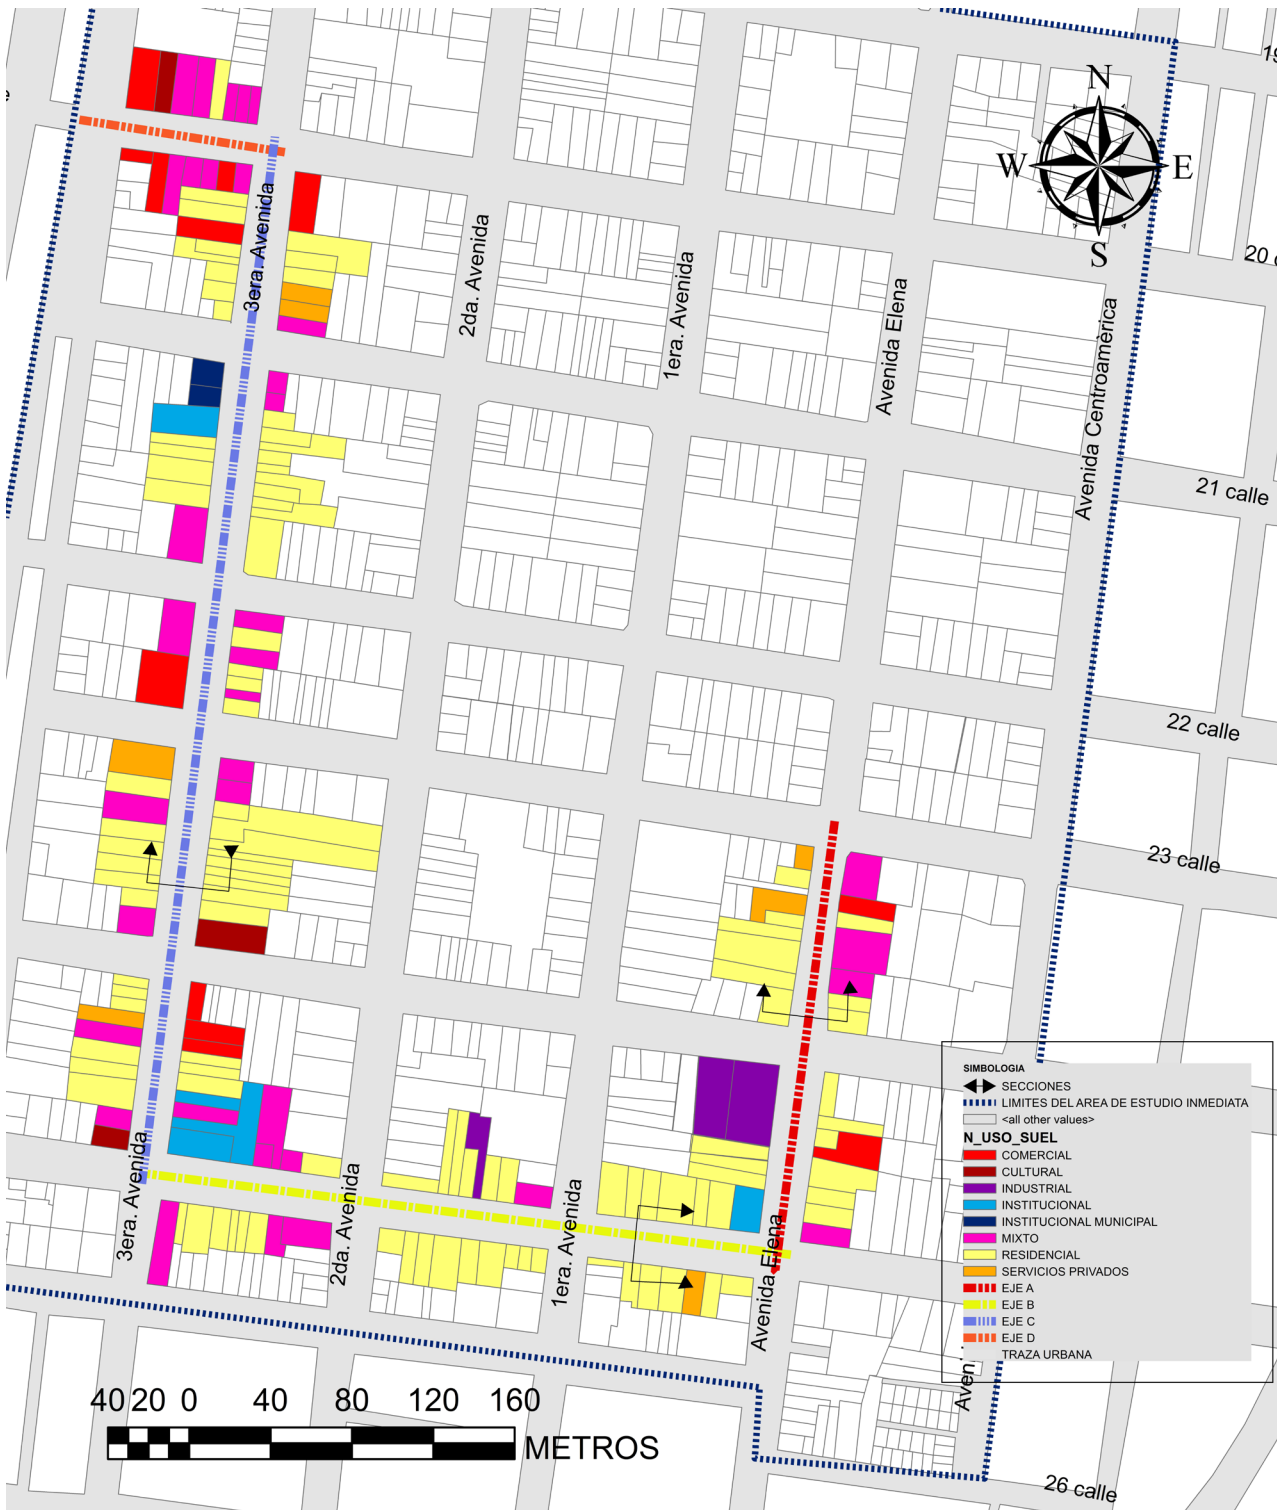 19
N
W
E
S
20 c
3era. Avenida
2da. Avenida
1era. Avenida
Avenida Elena
Avenida Centroamérica
21 calle
22 calle
23 calle
SIMBOLOGIA
SECCIONES
LIMITES DEL AREA DE ESTUDIO INMEDIATA
<all other values>
N_USO_SUEL
COMERCIAL
CULTURAL
INDUSTRIAL
INSTITUCIONAL
INSTITUCIONAL MUNICIPAL
MIXTO
RESIDENCIAL
SERVICIOS PRIVADOS
EJE A
EJE B
EJE C
EJE D
TRAZA URBANA
3era. Avenida
2da. Avenida
1era. Avenida
Avenida Elena
Aveni
40 20 0 40 80 120 160
METROS
26 calle